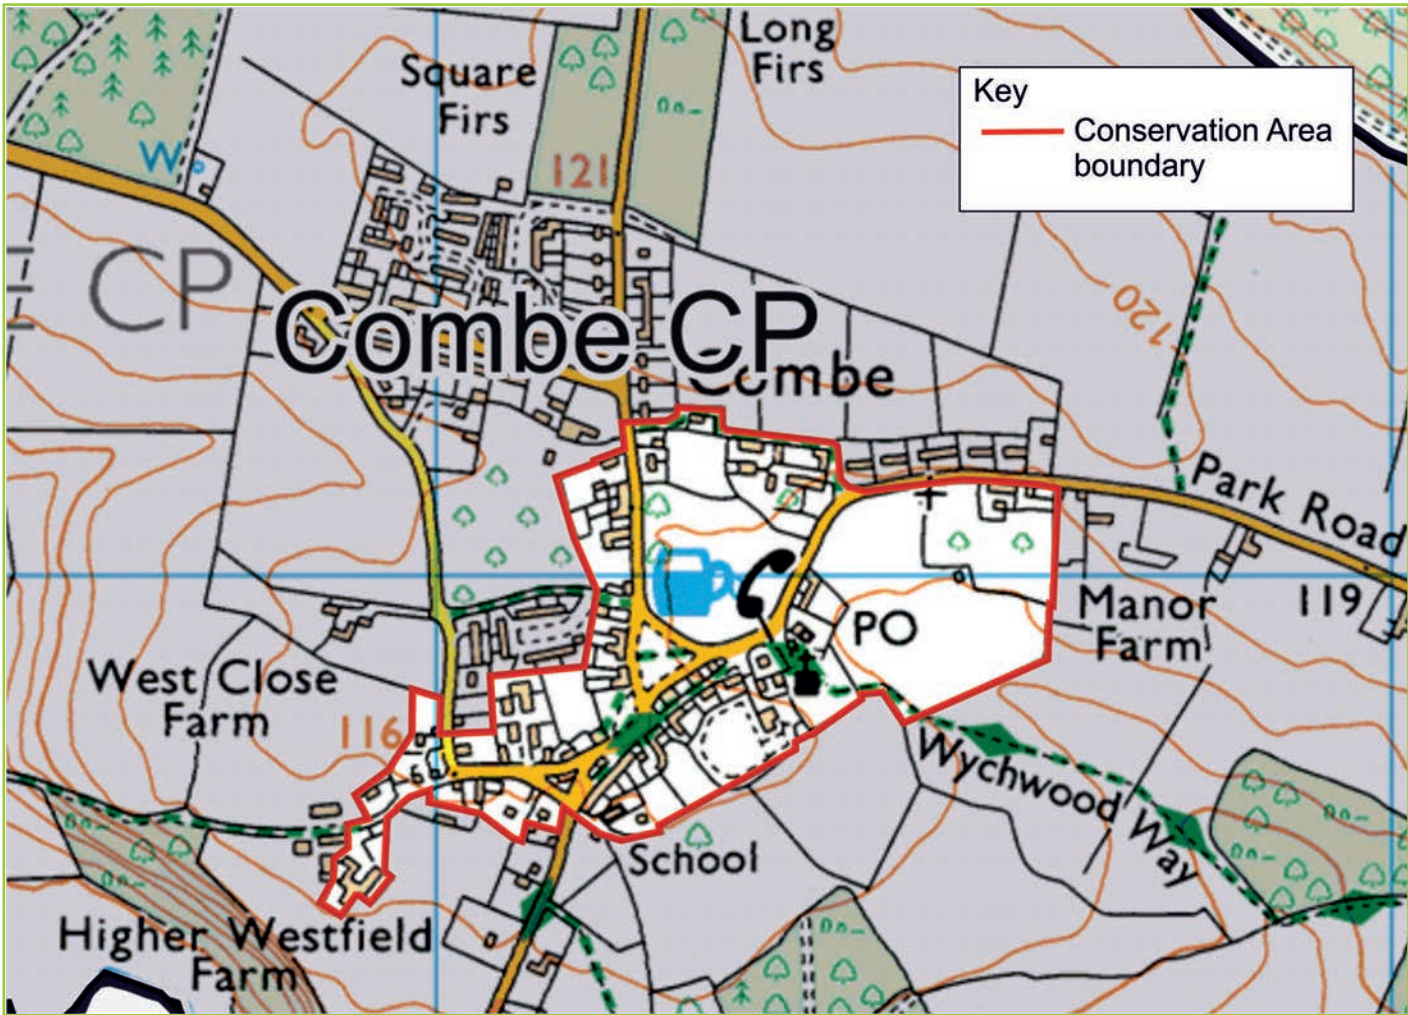 Long
Firs
Square
Firs
Key
Conservation Area
boundary
121
W
CP
Combe CP
Combe
120
Park Road
PO
Manor
Farm
119
West Close
Farm
116
Wychwood Way
School
Higher Westfield
Farm